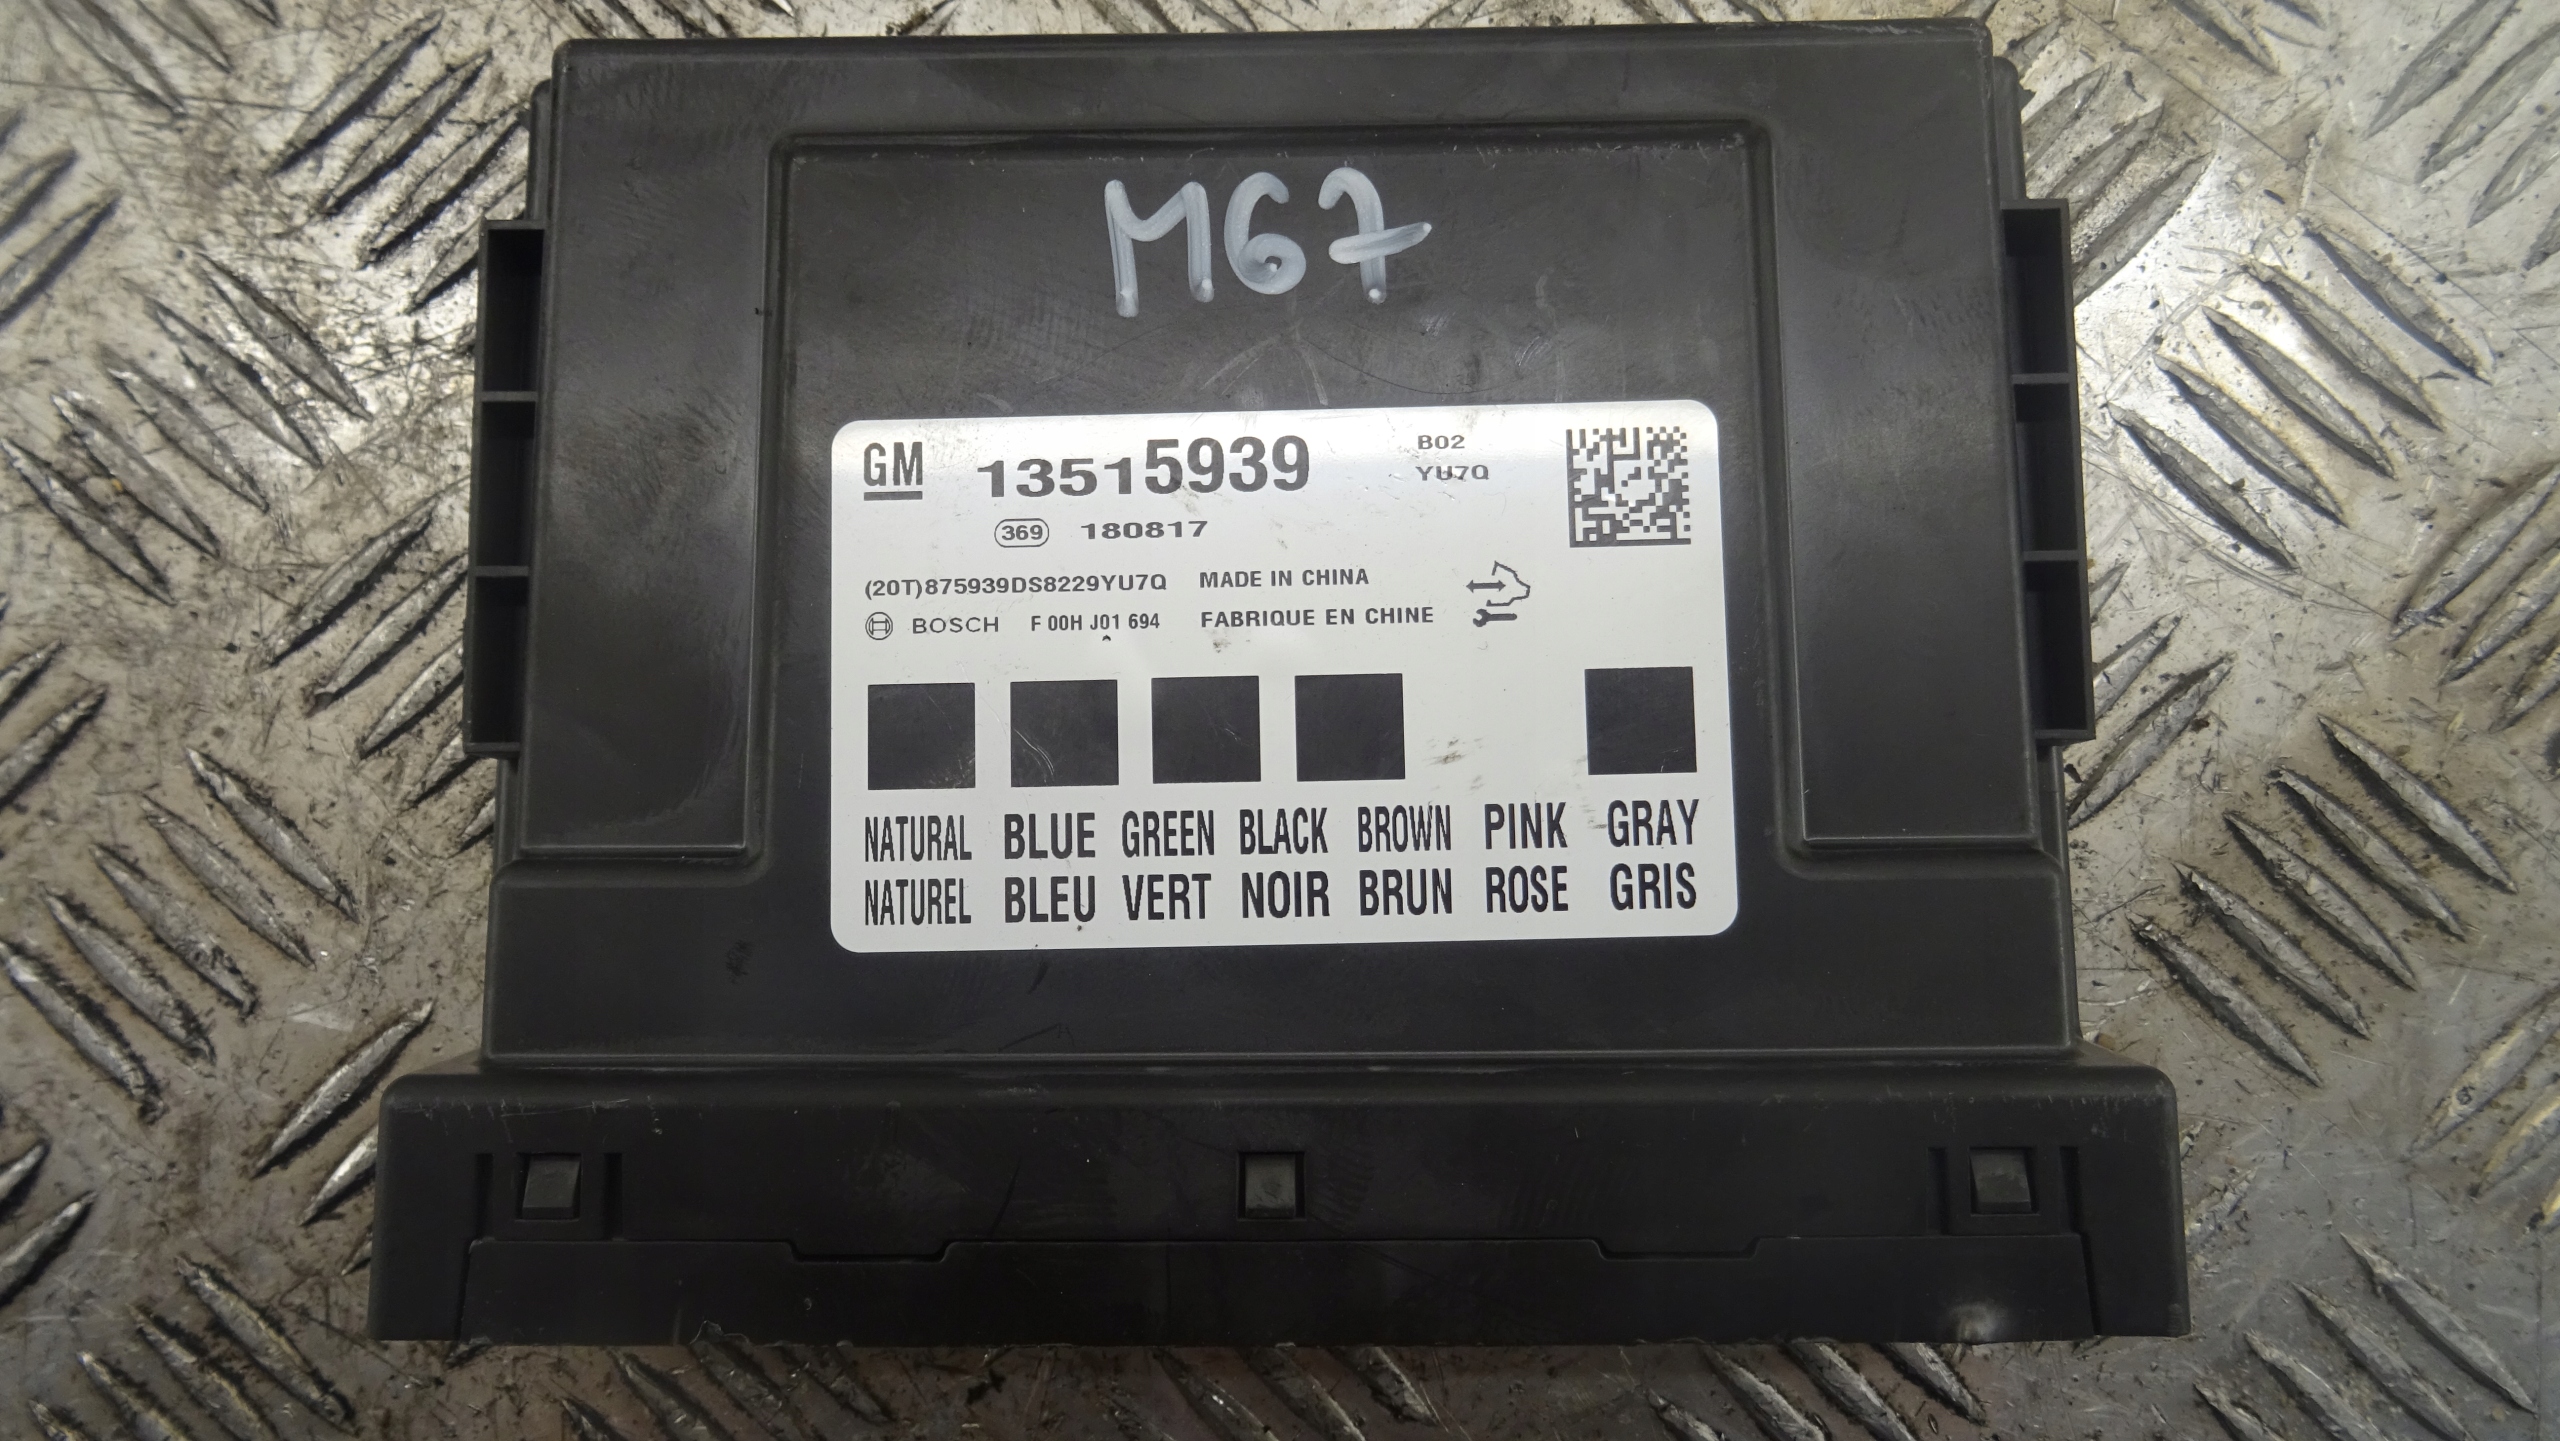 M67
GM 13515939 B02
YU7Q
369 180817
(20T)875939DS8229YU7Q MADE IN CHINA
BOSCH F 00H J01 694 FABRIQUE EN CHINE
NATURAL BLUE GREEN BLACK BROWN PINK GRAY
NATUREL BLEU VERT NOIR BRUN ROSE GRIS